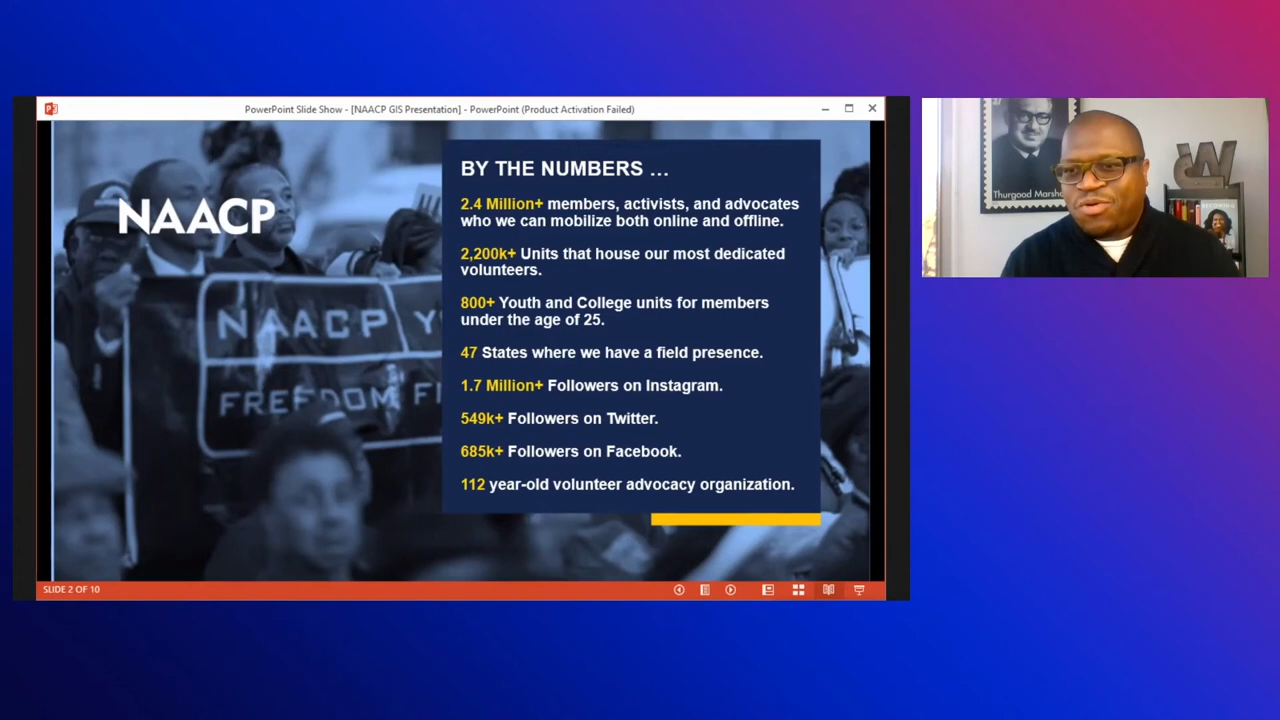 PowerPoint Slide Show - [NAACP GIS Presentation] - PowerPoint (Product Activation Failed)
NAACP
BY THE NUMBERS ...
2.4 Million+ members, activists, and advocates
who we can mobilize both online and offline.
2,200k+ Units that house our most dedicated
volunteers.
800+ Youth and College units for members
under the age of 25.
47 States where we have a field presence.
1.7 Million+ Followers on Instagram.
549k+ Followers on Twitter.
685k+ Followers on Facebook.
112 year-old volunteer advocacy organization.
NAACP Y
FREEDOM FI
SLIDE 2 OF 10
37
Thurgood Marsha
BECOMING